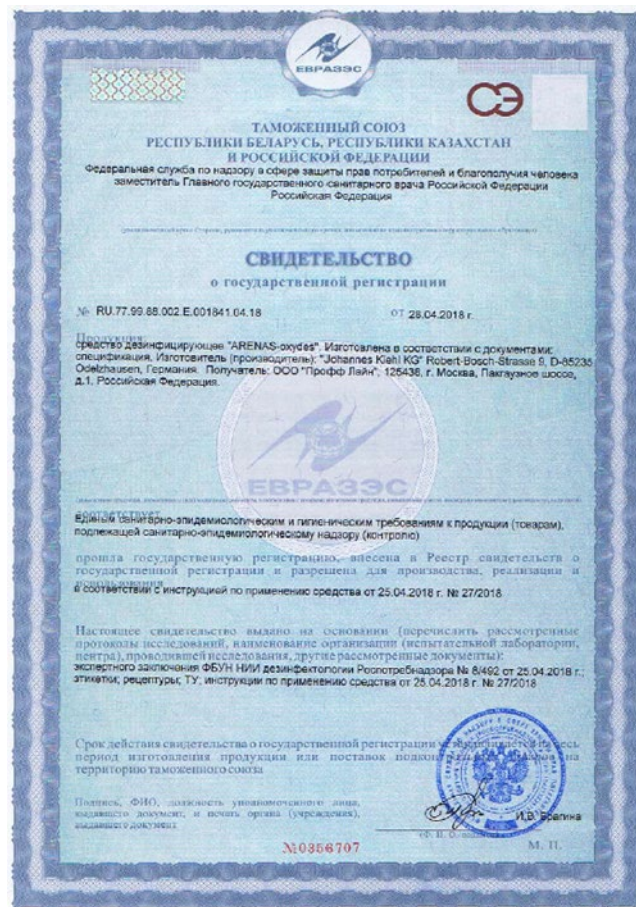 ЕВРАЗЭС
СЭ
ТАМОЖЕННЫЙ СОЮЗ
РЕСПУБЛИКИ БЕЛАРУСЬ, РЕСПУБЛИКИ КАЗАХСТАН
И РОССИЙСКОЙ ФЕДЕРАЦИИ
Федеральная служба по надзору в сфере защиты прав потребителей и благополучия человека
заместитель Главного государственного санитарного врача Российской Федерации
Российская Федерация
СВИДЕТЕЛЬСТВО
о государственной регистрации
№ RU.77.99.88.002.E.001841.04.18 от 28.04.2018 г.
Продукция:
средство дезинфицирующее "ARENAS-oxydes". Изготовлена в соответствии с документами:
спецификация. Изготовитель (производитель): "Johannes Kiehl KG" Robert-Bosch-Strasse 9, D-85235
Odelzhausen, Германия. Получатель: ООО "Профф Лайн", 125438, г. Москва, Пакгаузное шоссе,
д.1. Российская Федерация.
ЕВРАЗЭС
соответствует
Единым санитарно-эпидемиологическим и гигиеническим требованиям к продукции (товарам),
подлежащей санитарно-эпидемиологическому надзору (контролю)
прошла государственную регистрацию, внесена в Реестр свидетельств о
государственной регистрации и разрешена для производства, реализации и
использования
в соответствии с инструкцией по применению средства от 25.04.2018 г. № 27/2018
Настоящее свидетельство выдано на основании (перечислить рассмотренные
протоколы исследований, наименование организации (испытательной лаборатории,
центра), проводившей исследования, другие рассмотренные документы):
экспертного заключения ФБУН НИИ дезинфектологии Роспотребнадзора № 8/492 от 25.04.2018 г.;
этикетки; рецептуры; ТУ; инструкции по применению средства от 25.04.2018 г. № 27/2018
Срок действия свидетельства о государственной регистрации весь
период изготовления продукции или поставок на
территорию таможенного союза
Подпись, ФИО, должность уполномоченного лица,
выдавшего документ, и печать органа (учреждения),
выдавшего документ
И.В. Брагина
№0356707
М. П.